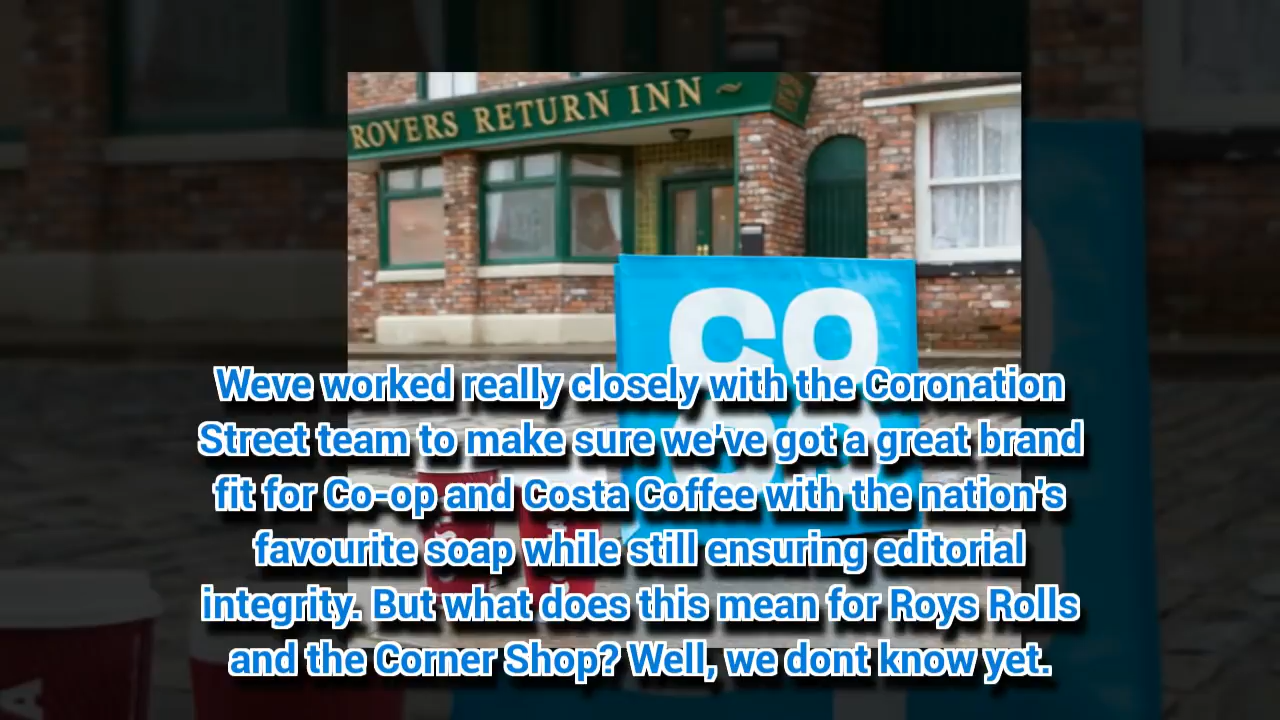 ROVERS RETURN INN ~
CO
Weve worked really closely with the Coronation
Street team to make sure we've got a great brand
fit for Co-op and Costa Coffee with the nation's
favourite soap while still ensuring editorial
integrity. But what does this mean for Roys Rolls
and the Corner Shop? Well, we dont know yet.